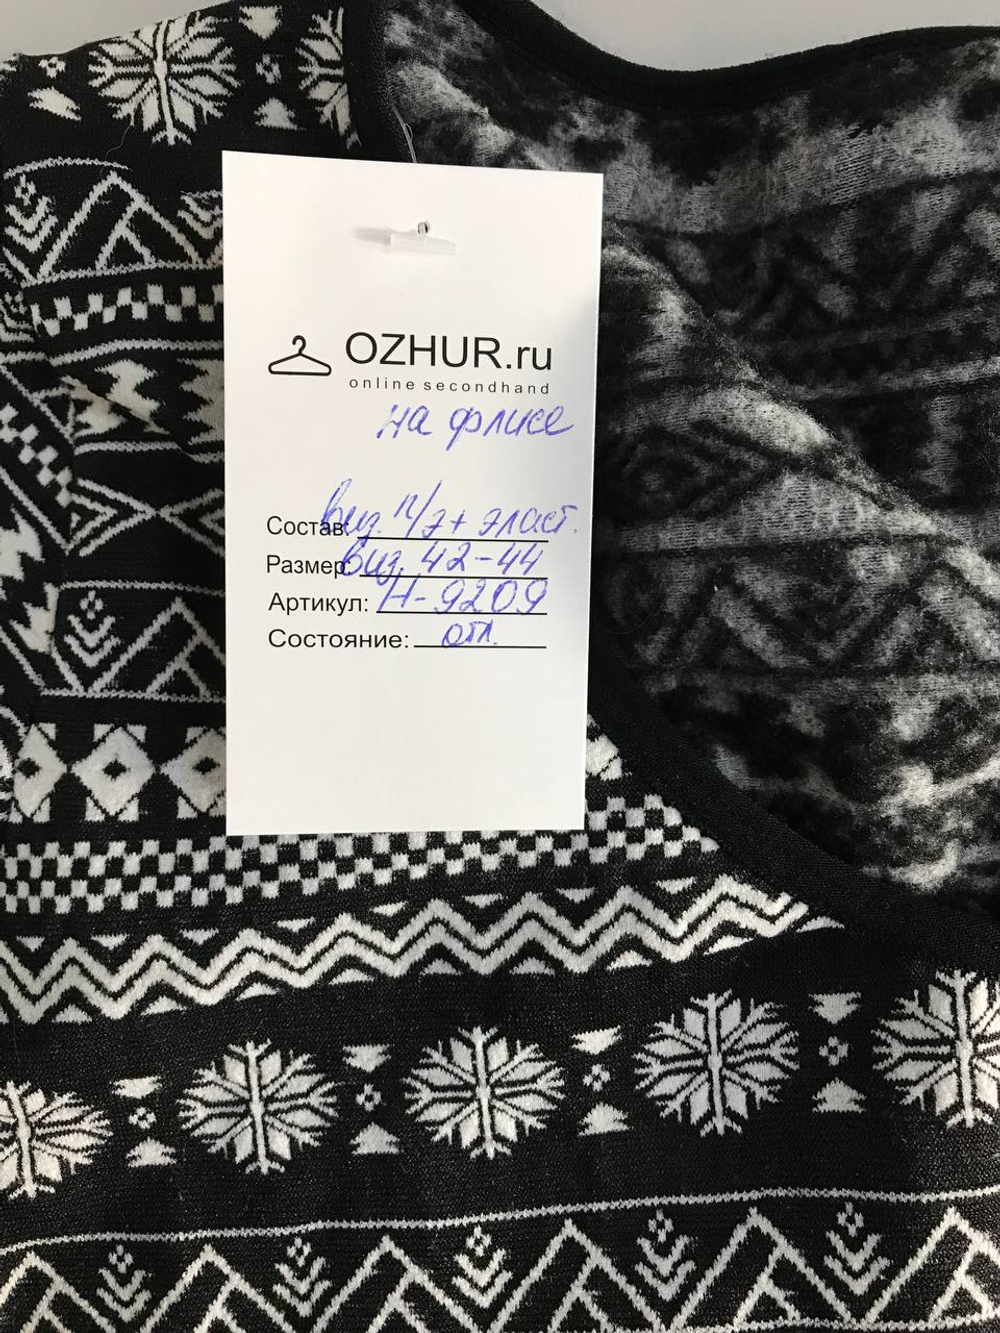 OZHUR.ru
online secondhand
на флисе
Состав: виз. п/э + эласт.
Размер: виз. 42-44
Артикул: Н-9209
Состояние: отл.